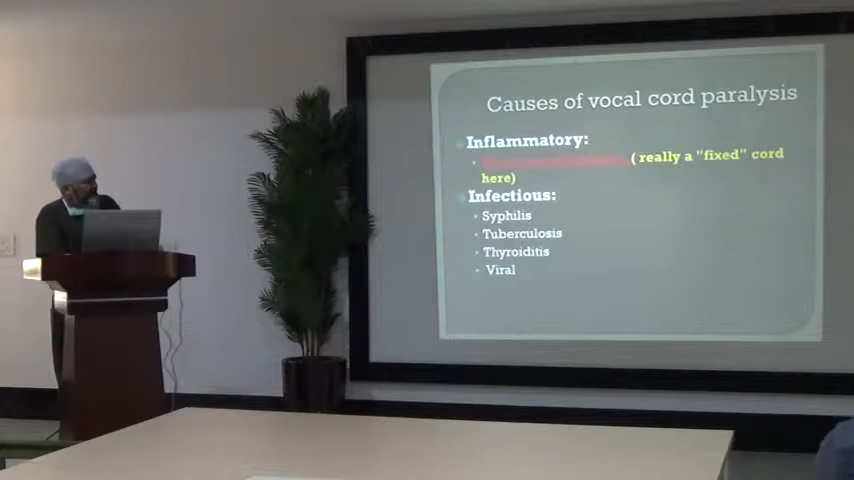 Causes of vocal cord paralysis
Inflammatory:
( really a "fixed" cord
here)
Infectious:
Syphilis
Tuberculosis
Thyroiditis
Viral